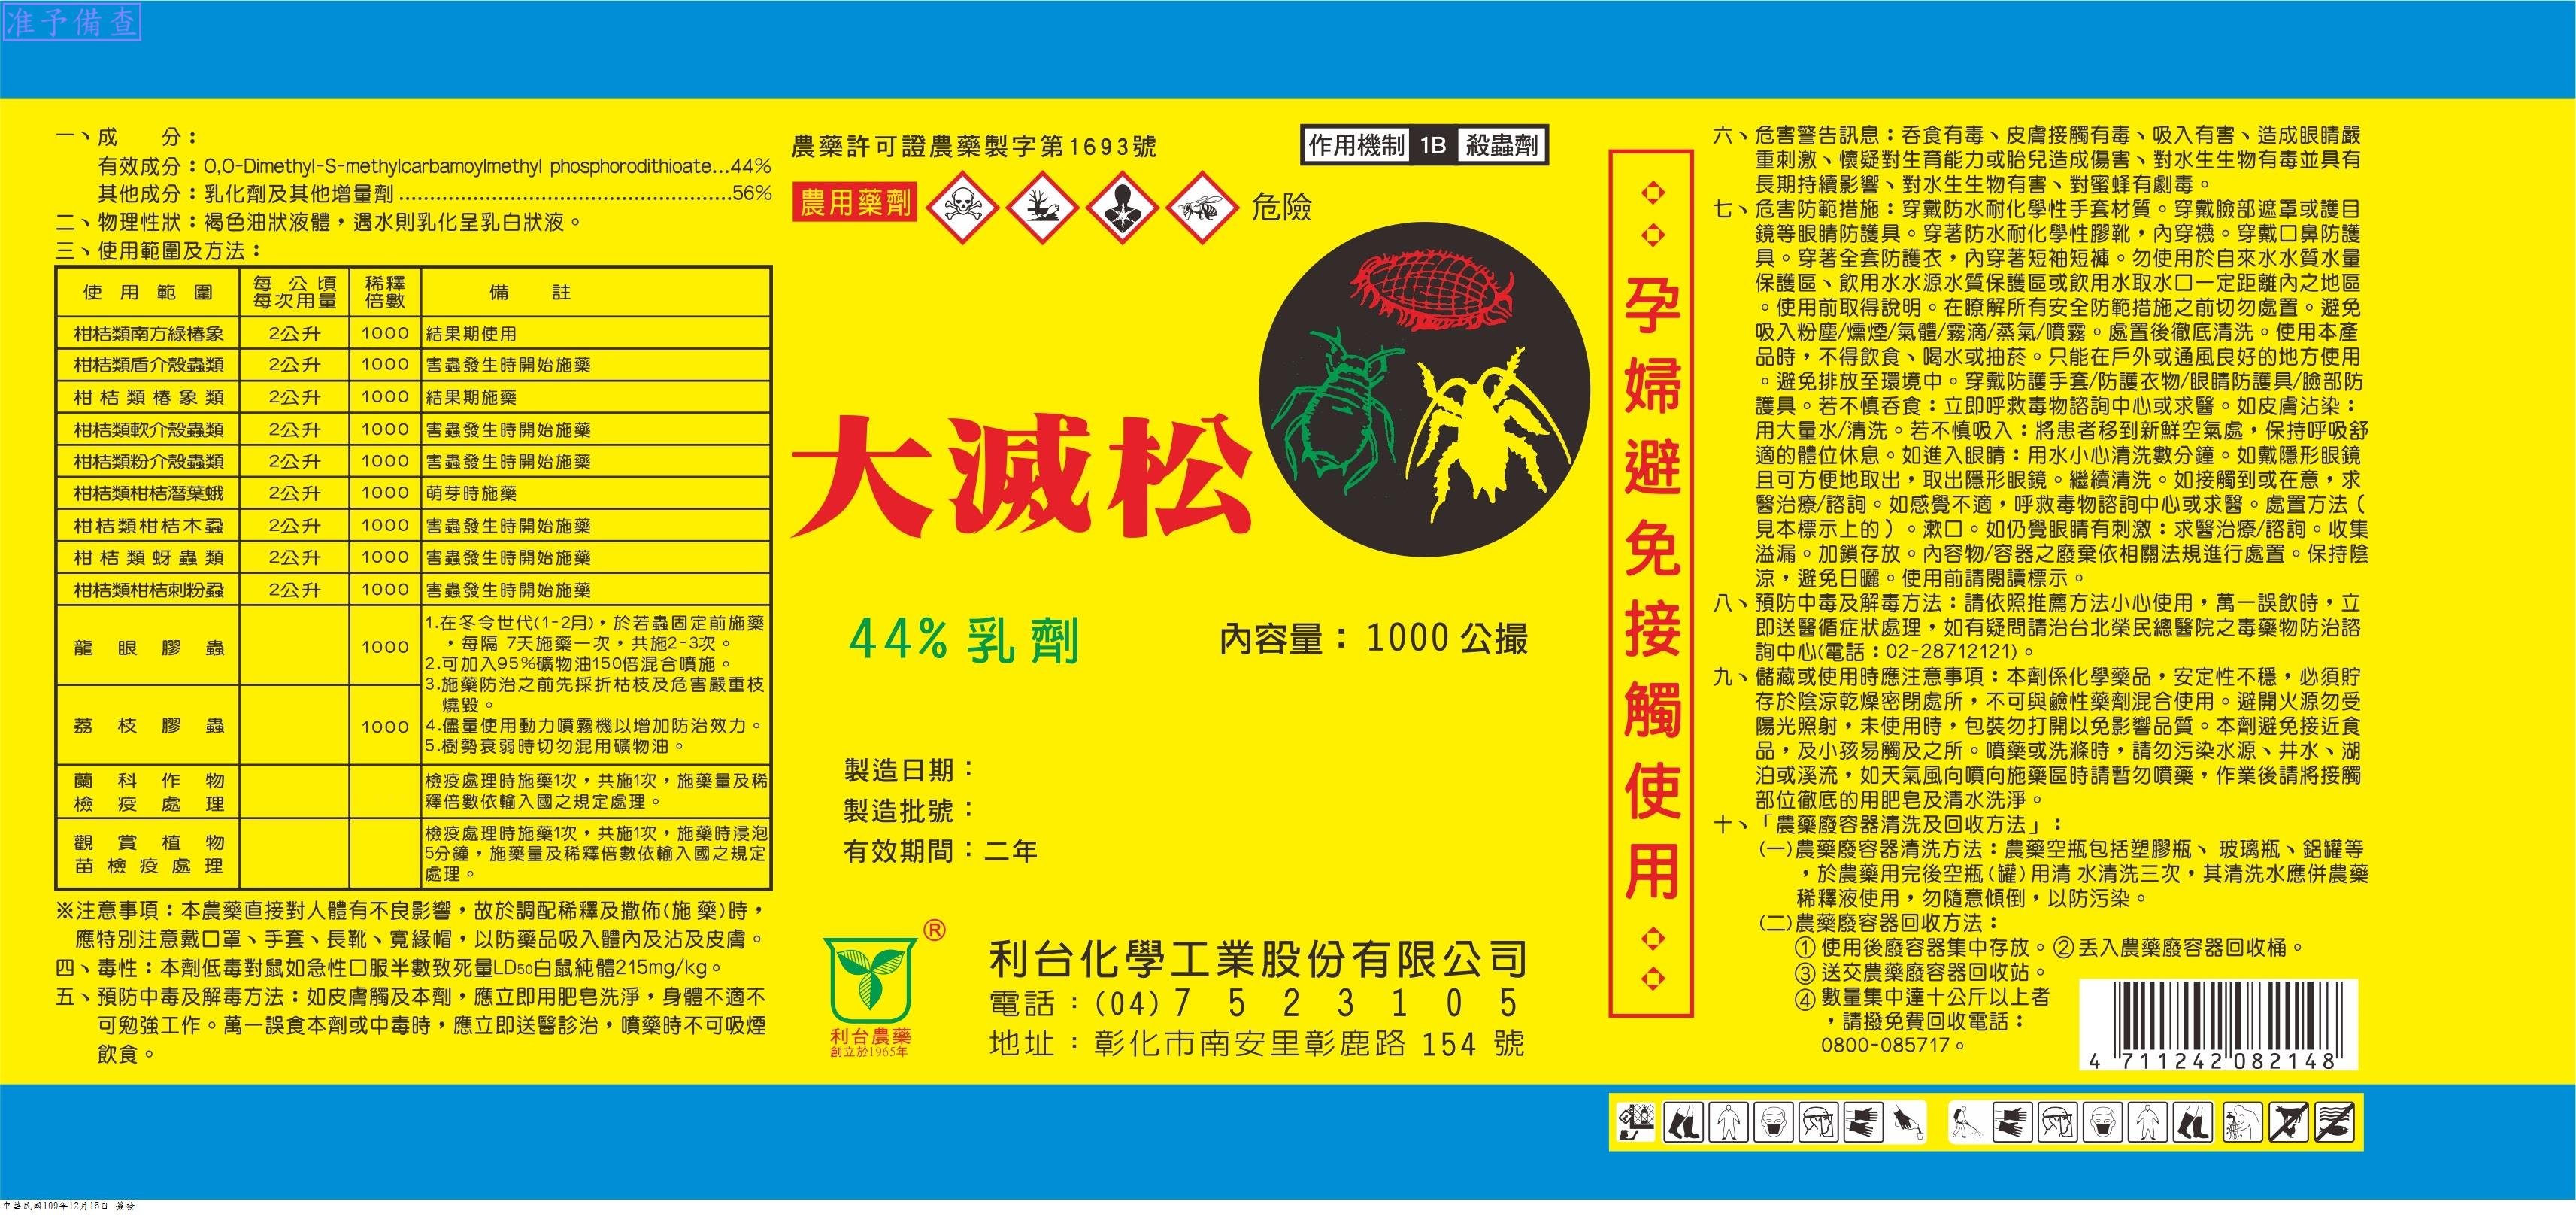 准予備查
一、成　　分：
有效成分：O,O-Dimethyl-S-methylcarbamoylmethyl phosphorodithioate...44%
其他成分：乳化劑及其他增量劑......................................................56%
二、物理性狀：褐色油狀液體，遇水則乳化呈乳白狀液。
三、使用範圍及方法：
使用範圍 每公頃每次用量 稀釋倍數 備註
柑桔類南方綠椿象 2公升 1000 結果期使用
柑桔類盾介殼蟲類 2公升 1000 害蟲發生時開始施藥
柑桔類椿象類 2公升 1000 結果期施藥
柑桔類軟介殼蟲類 2公升 1000 害蟲發生時開始施藥
柑桔類粉介殼蟲類 2公升 1000 害蟲發生時開始施藥
柑桔類柑桔潛葉蛾 2公升 1000 萌芽時施藥
柑桔類柑桔木蝨 2公升 1000 害蟲發生時開始施藥
柑桔類蚜蟲類 2公升 1000 害蟲發生時開始施藥
柑桔類柑桔刺粉蝨 2公升 1000 害蟲發生時開始施藥
龍眼膠蟲 1000
荔枝膠蟲 1000
1.在冬令世代(1-2月)，於若蟲固定前施藥
，每隔 7天施藥一次，共施2-3次。
2.可加入95%礦物油150倍混合噴施。
3.施藥防治之前先採折枯枝及危害嚴重枝
燒毀。
4.儘量使用動力噴霧機以增加防治效力。
5.樹勢衰弱時切勿混用礦物油。
蘭科作物
檢疫處理
檢疫處理時施藥1次，共施1次，施藥量及稀
釋倍數依輸入國之規定處理。
觀賞植物
苗檢疫處理
檢疫處理時施藥1次，共施1次，施藥時浸泡
5分鐘，施藥量及稀釋倍數依輸入國之規定
處理。
※注意事項：本農藥直接對人體有不良影響，故於調配稀釋及撒佈(施 藥)時，
應特別注意戴口罩、手套、長靴、寬緣帽，以防藥品吸入體內及沾及皮膚。
四、毒性：本劑低毒對鼠如急性口服半數致死量LD50白鼠純體215mg/kg。
五、預防中毒及解毒方法：如皮膚觸及本劑，應立即用肥皂洗淨，身體不適不
可勉強工作。萬一誤食本劑或中毒時，應立即送醫診治，噴藥時不可吸煙
飲食。
農藥許可證農藥製字第1693號
作用機制 1B 殺蟲劑
農用藥劑
危險
大滅松
44% 乳劑
內容量： 1000 公撮
製造日期：
製造批號：
有效期間：二年
®
利台農藥
創立於1965年
利台化學工業股份有限公司
電話：(04) 7 5 2 3 1 0 5
地址：彰化市南安里彰鹿路 154 號
孕婦避免接觸使用
六、危害警告訊息：吞食有毒、皮膚接觸有毒、吸入有害、造成眼睛嚴
重刺激、懷疑對生育能力或胎兒造成傷害、對水生生物有毒並具有
長期持續影響、對水生生物有害、對蜜蜂有劇毒。
七、危害防範措施：穿戴防水耐化學性手套材質。穿戴臉部遮罩或護目
鏡等眼睛防護具。穿著防水耐化學性膠靴，內穿襪。穿戴口鼻防護
具。穿著全套防護衣，內穿著短袖短褲。勿使用於自來水水質水量
保護區、飲用水水源水質保護區或飲用水取水口一定距離內之地區
。使用前取得說明。在瞭解所有安全防範措施之前切勿處置。避免
吸入粉塵/燻煙/氣體/霧滴/蒸氣/噴霧。處置後徹底清洗。使用本產
品時，不得飲食、喝水或抽菸。只能在戶外或通風良好的地方使用
。避免排放至環境中。穿戴防護手套/防護衣物/眼睛防護具/臉部防
護具。若不慎吞食：立即呼救毒物諮詢中心或求醫。如皮膚沾染：
用大量水/清洗。若不慎吸入：將患者移到新鮮空氣處，保持呼吸舒
適的體位休息。如進入眼睛：用水小心清洗數分鐘。如戴隱形眼鏡
且可方便地取出，取出隱形眼鏡。繼續清洗。如接觸到或在意，求
醫治療/諮詢。如感覺不適，呼救毒物諮詢中心或求醫。處置方法（
見本標示上的）。漱口。如仍覺眼睛有刺激：求醫治療/諮詢。收集
溢漏。加鎖存放。內容物/容器之廢棄依相關法規進行處置。保持陰
涼，避免日曬。使用前請閱讀標示。
八、預防中毒及解毒方法：請依照推薦方法小心使用，萬一誤飲時，立
即送醫循症狀處理，如有疑問請洽台北榮民總醫院之毒藥物防治諮
詢中心(電話：02-28712121)。
九、儲藏或使用時應注意事項：本劑係化學藥品，安定性不穩，必須貯
存於陰涼乾燥密閉處所，不可與鹼性藥劑混合使用。避開火源勿受
陽光照射，未使用時，包裝勿打開以免影響品質。本劑避免接近食
品，及小孩易觸及之所。噴藥或洗滌時，請勿污染水源、井水、湖
泊或溪流，如天氣風向噴向施藥區時請暫勿噴藥，作業後請將接觸
部位徹底的用肥皂及清水洗淨。
十、「農藥廢容器清洗及回收方法」：
(一)農藥廢容器清洗方法：農藥空瓶包括塑膠瓶、 玻璃瓶、鋁罐等
，於農藥用完後空瓶(罐)用清 水清洗三次，其清洗水應併農藥
稀釋液使用，勿隨意傾倒，以防污染。
(二)農藥廢容器回收方法：
① 使用後廢容器集中存放。② 丟入農藥廢容器回收桶。
③ 送交農藥廢容器回收站。
④ 數量集中達十公斤以上者
，請撥免費回收電話：
0800-085717。
4 711242 082148
中華民國109年12月15日 簽發